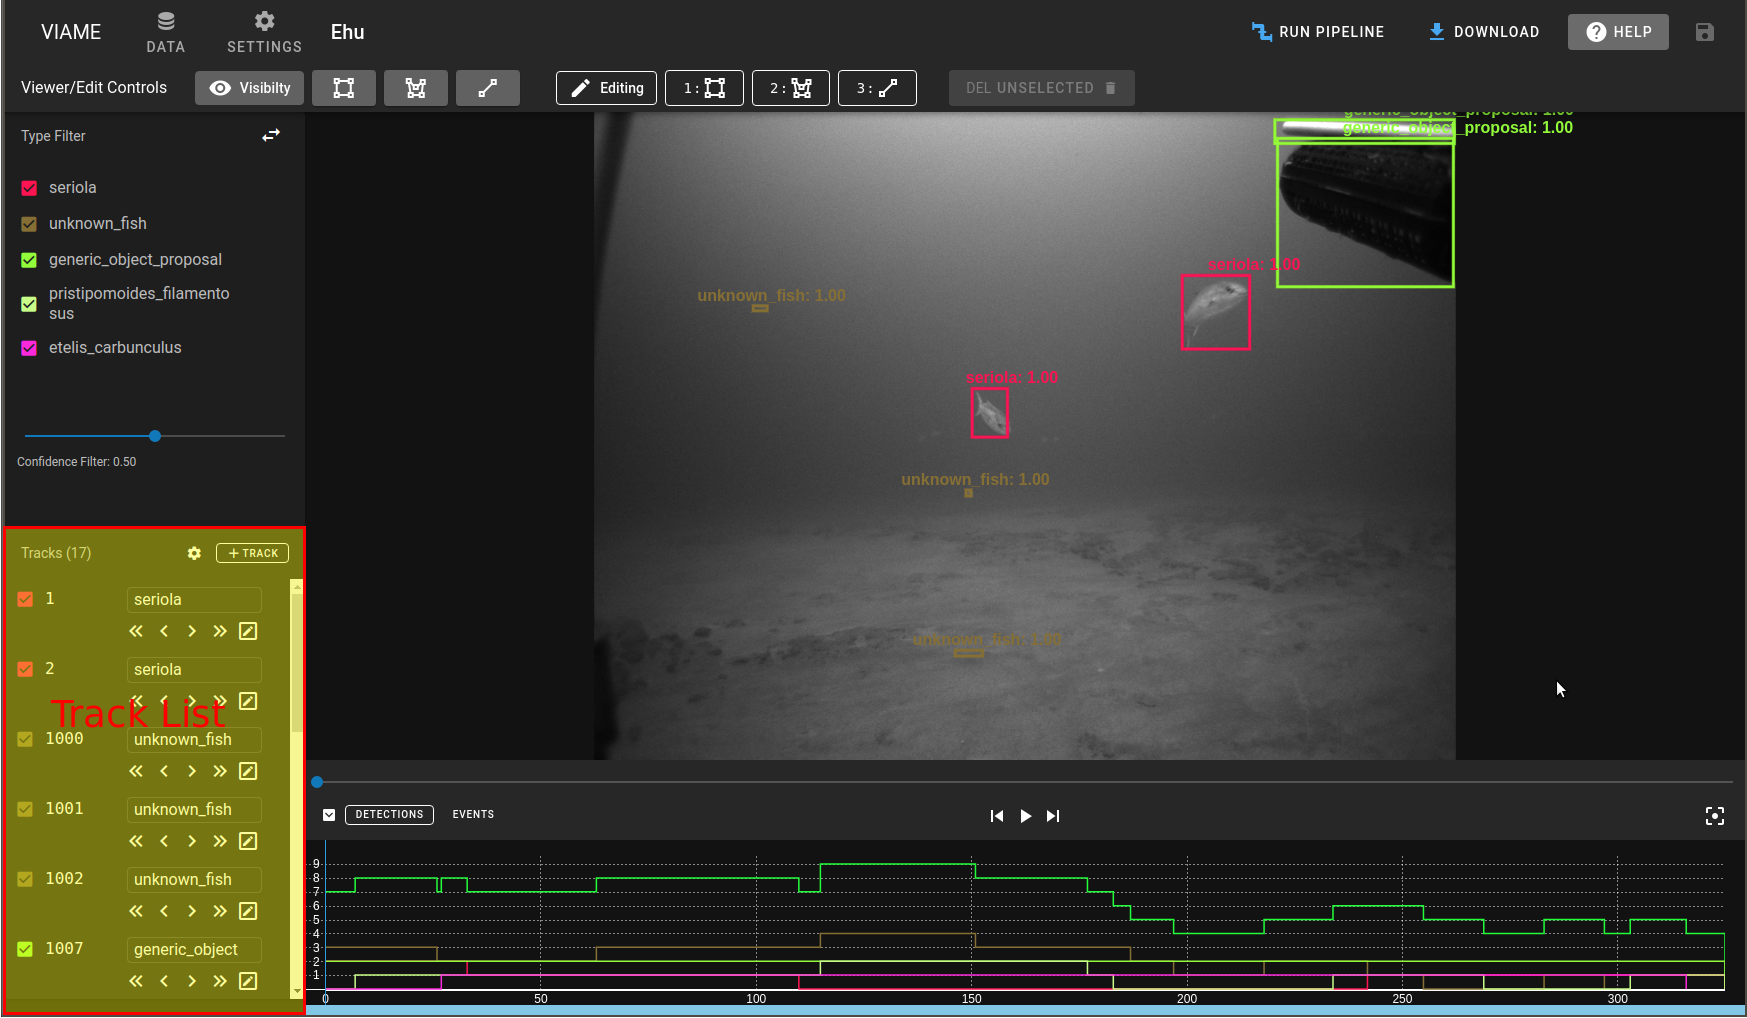 VIAME
DATA
SETTINGS
Ehu
RUN PIPELINE
DOWNLOAD
HELP
Viewer/Edit Controls
Visibilty
Editing
1:
2:
3:
DEL UNSELECTED
Type Filter
seriola
unknown_fish
generic_object_proposal
pristipomoides_filamento
sus
etelis_carbunculus
Confidence Filter: 0.50
generic_object_proposal: 1.00
generic_object_proposal: 1.00
seriola: 1.00
unknown_fish: 1.00
seriola: 1.00
unknown_fish: 1.00
unknown_fish: 1.00
Tracks (17)
+ TRACK
1 seriola
2 seriola
Track List
1000 unknown_fish
1001 unknown_fish
1002 unknown_fish
1007 generic_object
DETECTIONS
EVENTS
9
8
7
6
5
4
3
2
1
0 50 100 150 200 250 300